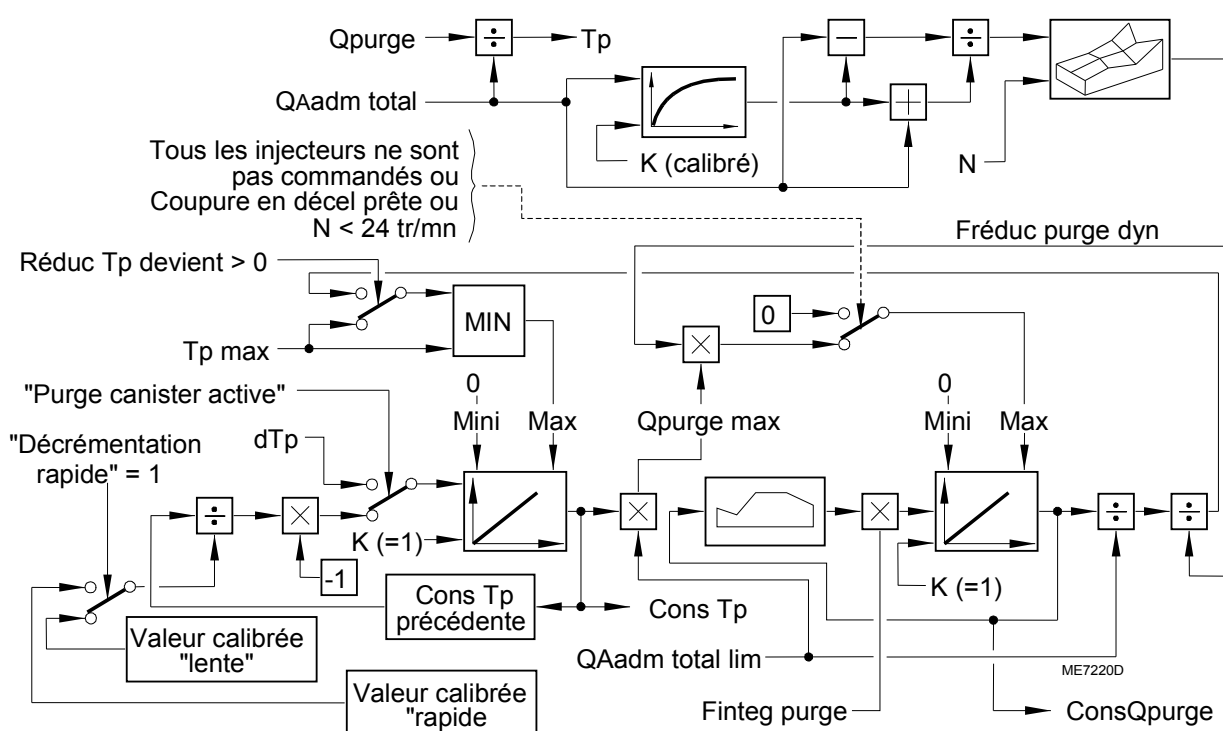 Qpurge
÷
Tp
−
÷
QAadm total
+
K (calibré)
N
Tous les injecteurs ne sont
pas commandés ou
Coupure en décel prête ou
N < 24 tr/mn
Fréduc purge dyn
Réduc Tp devient > 0
MIN
0
×
Tp max
"Purge canister active"
0
Mini
Max
Qpurge max
0
Mini
Max
"Décrémentation
rapide" = 1
dTp
÷
×
K (=1)
×
×
÷
÷
-1
K (=1)
Cons Tp
précédente
Cons Tp
Valeur calibrée
"lente"
QAadm total lim
ME7220D
Valeur calibrée
"rapide
Finteg purge
ConsQpurge